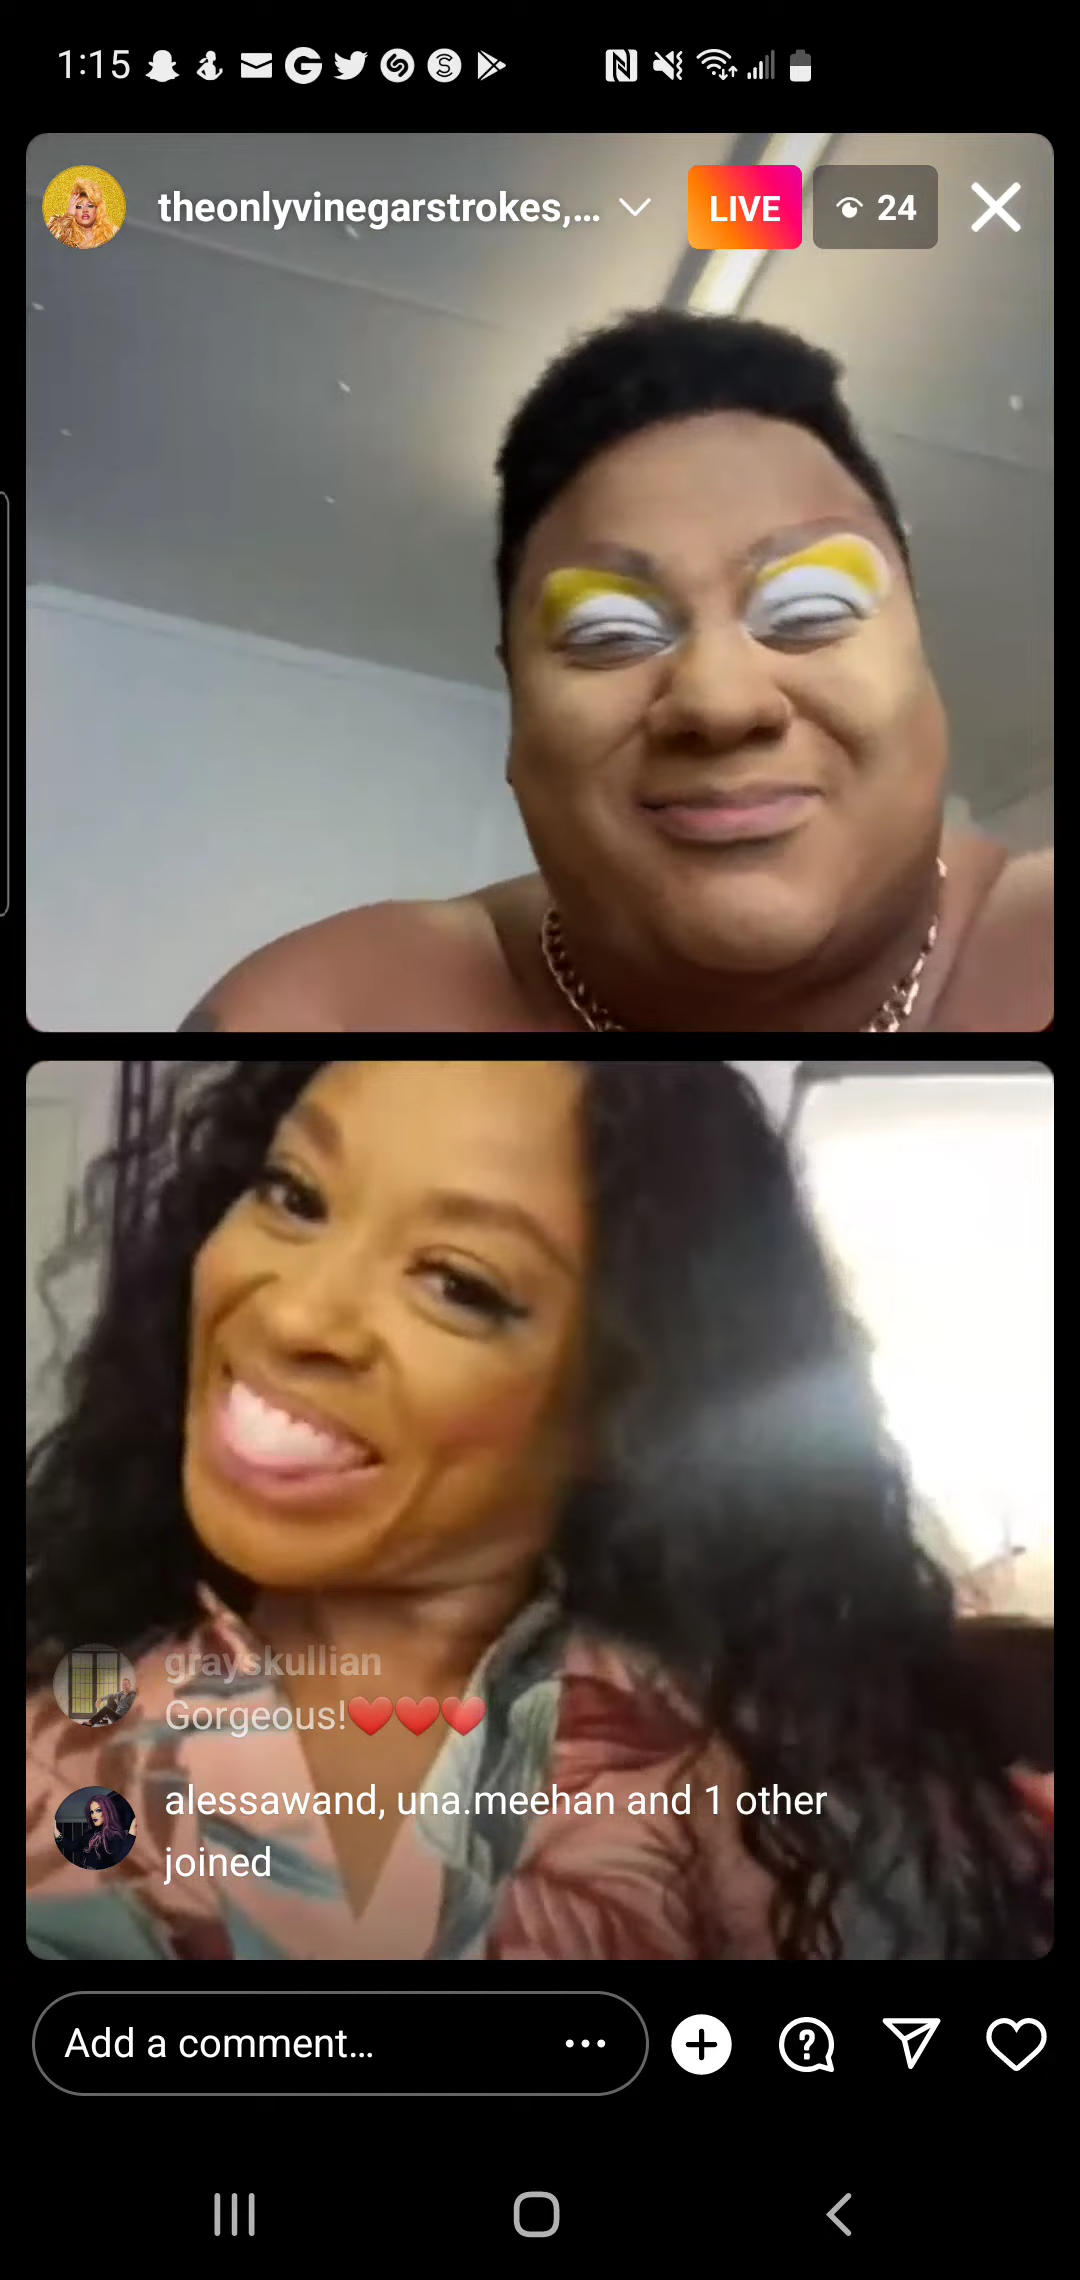 1:15
theonlyvinegarstrokes,...
LIVE
24
grayskullian
Gorgeous!❤️❤️❤️
alessawand, una.meehan and 1 other
joined
Add a comment...